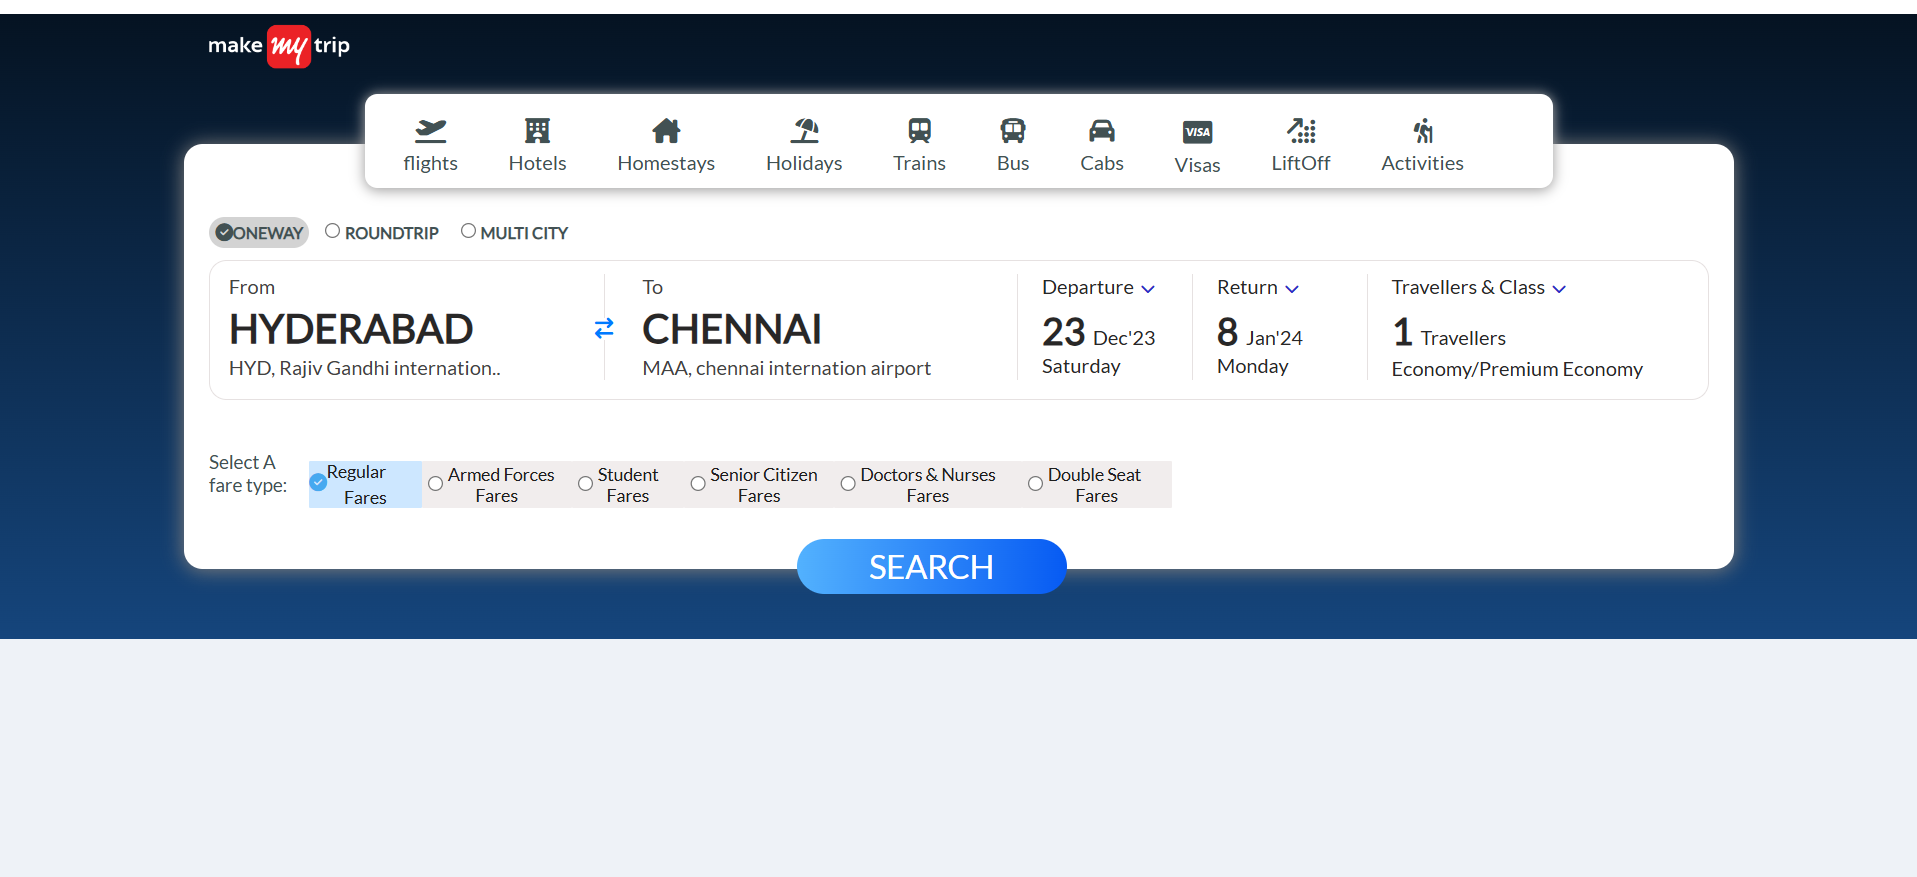 make my trip
flights Hotels Homestays Holidays Trains Bus Cabs VISA Visas LiftOff Activities
ONEWAY ROUNDTRIP MULTI CITY
From
HYDERABAD
HYD, Rajiv Gandhi internation..
To
CHENNAI
MAA, chennai internation airport
Departure
23 Dec'23
Saturday
Return
8 Jan'24
Monday
Travellers & Class
1 Travellers
Economy/Premium Economy
Select A
fare type:
Regular
Fares
Armed Forces
Fares
Student
Fares
Senior Citizen
Fares
Doctors & Nurses
Fares
Double Seat
Fares
SEARCH